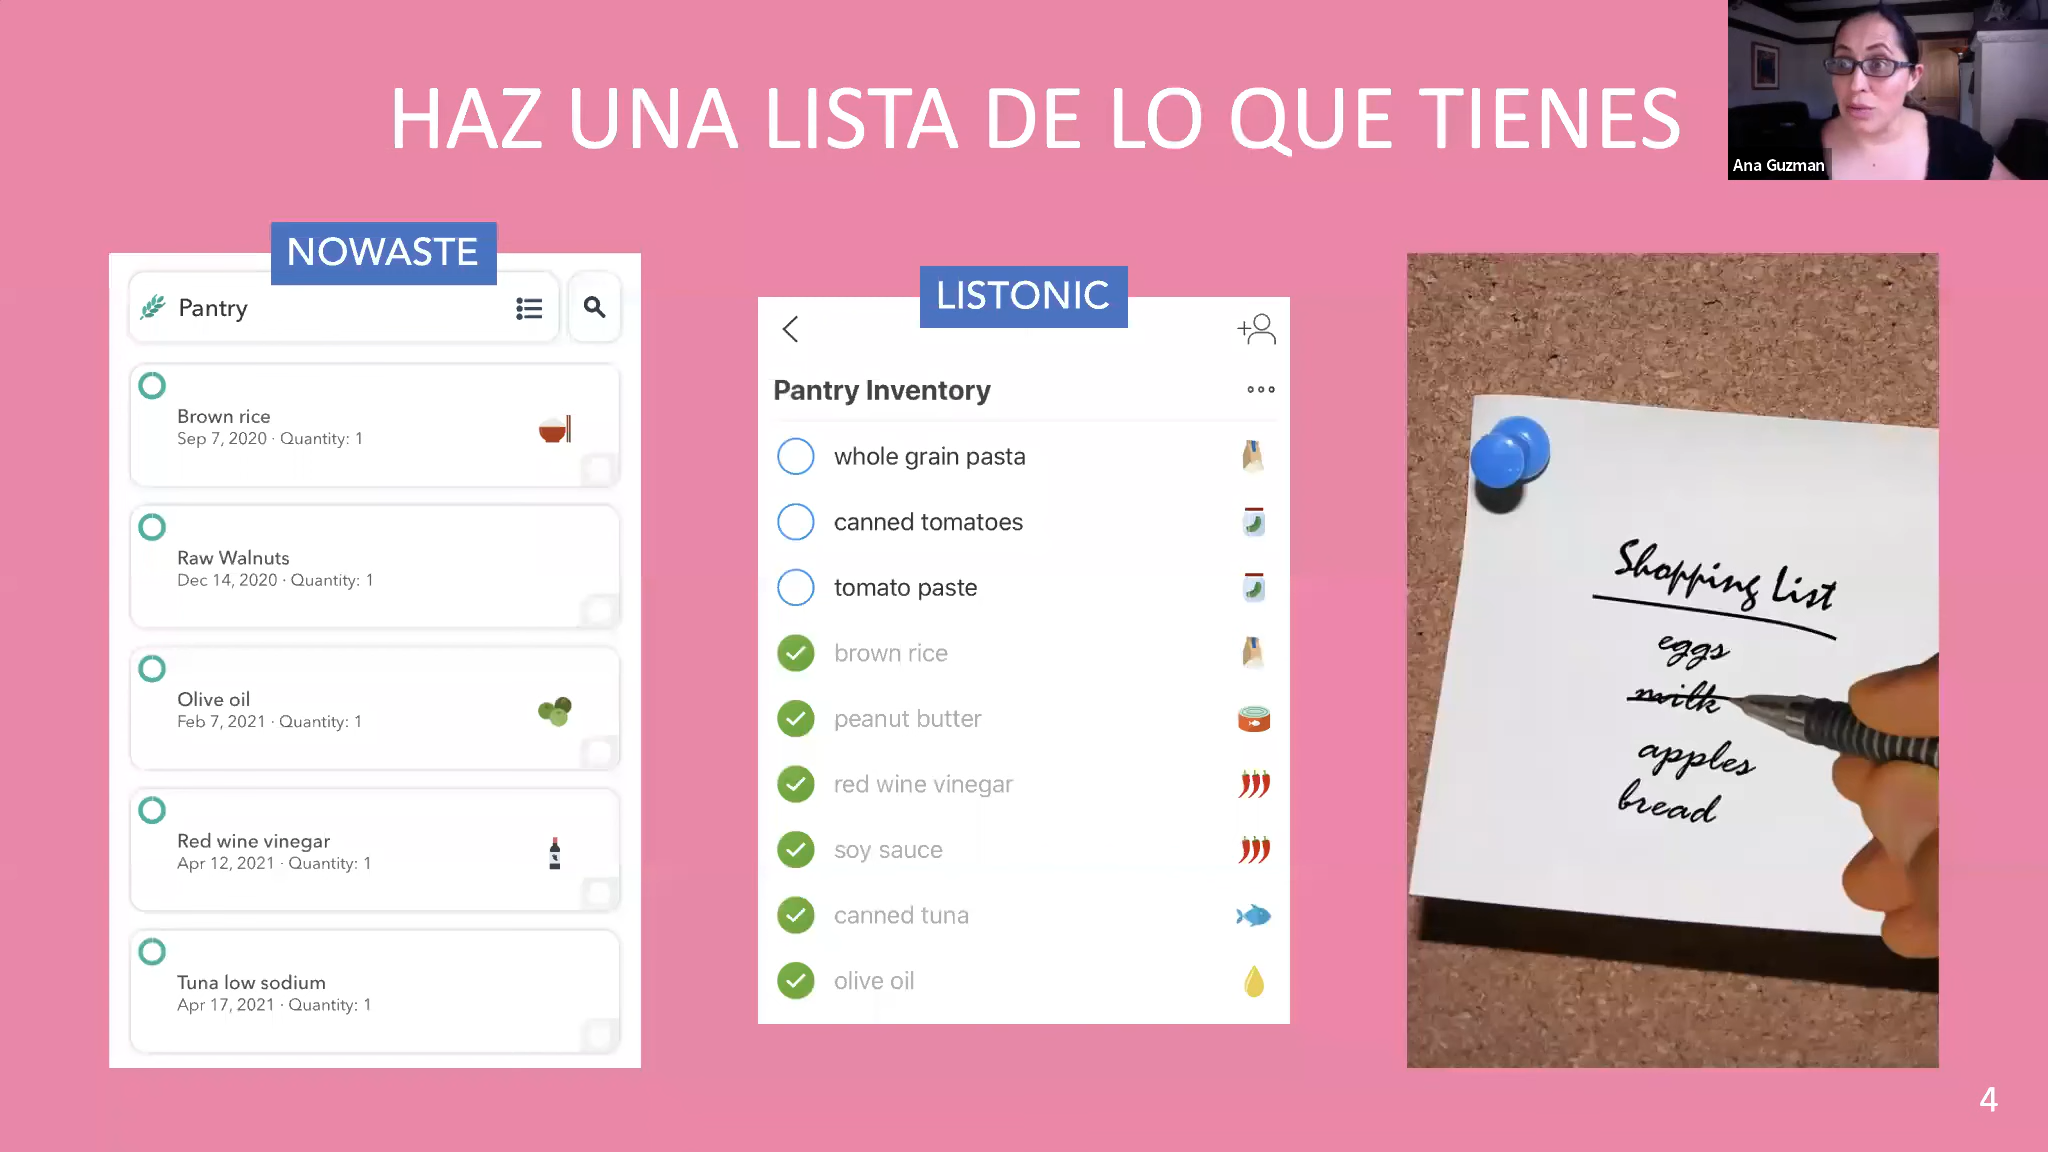 HAZ UNA LISTA DE LO QUE TIENES
Ana Guzman
NOWASTE
Pantry
Brown rice
Sep 7, 2020 · Quantity: 1
Raw Walnuts
Dec 14, 2020 · Quantity: 1
Olive oil
Feb 7, 2021 · Quantity: 1
Red wine vinegar
Apr 12, 2021 · Quantity: 1
Tuna low sodium
Apr 17, 2021 · Quantity: 1
LISTONIC
Pantry Inventory
whole grain pasta
canned tomatoes
tomato paste
brown rice
peanut butter
red wine vinegar
soy sauce
canned tuna
olive oil
Shopping List
eggs
milk
apples
bread
4